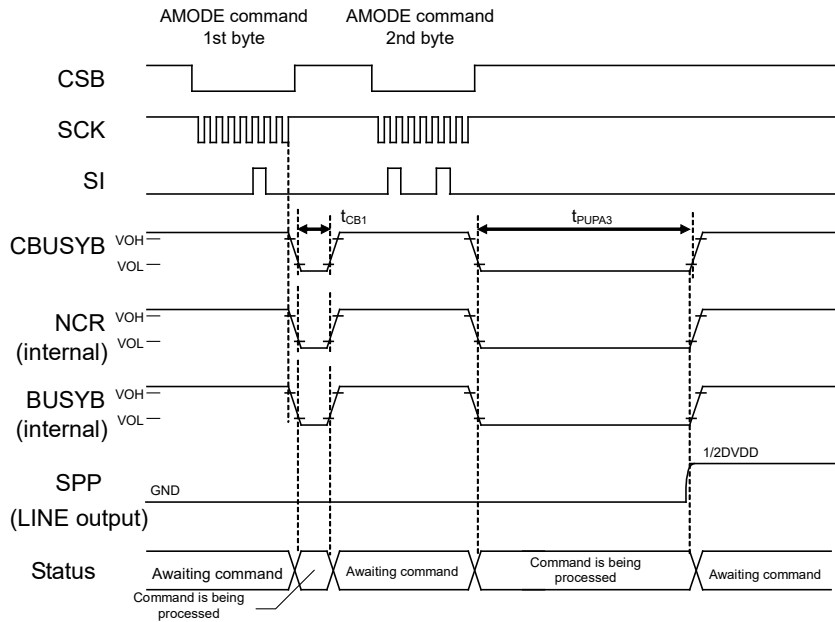 AMODE command
1st byte
AMODE command
2nd byte
CSB
SCK
SI
tCB1
tPUPA3
CBUSYB
VOH
VOL
NCR
(internal)
VOH
VOL
BUSYB
(internal)
VOH
VOL
SPP
(LINE output)
GND
1/2DVDD
Status
Awaiting command
Command is being
processed
Awaiting command
Command is being
processed
Awaiting command